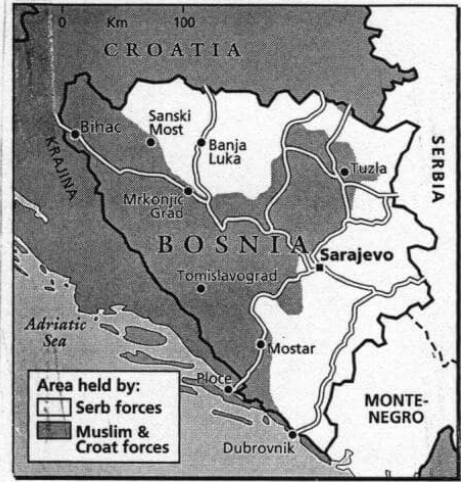 0 Km 100
CROATIA
Sanski
Most
Bihac
Banja
Luka
KRAJINA
Tuzla
SERBIA
Mrkonjic
Grad
BOSNIA
Sarajevo
Tomislavograd
Adriatic
Sea
Mostar
Ploce
Area held by:
Serb forces
Muslim &
Croat forces
MONTE-
NEGRO
Dubrovnik